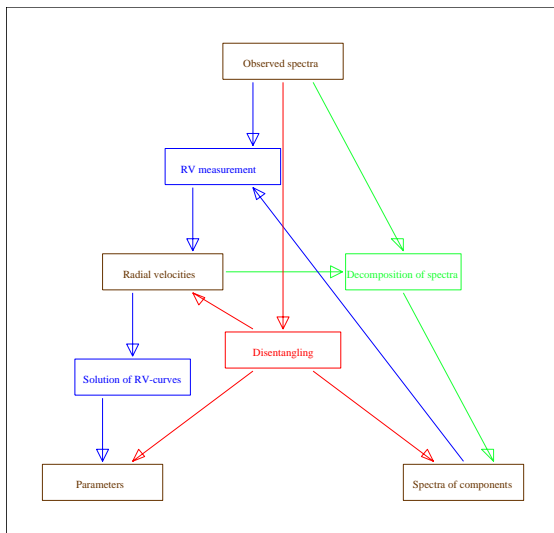 Observed spectra
RV measurement
Radial velocities
Decomposition of spectra
Disentangling
Solution of RV-curves
Parameters
Spectra of components